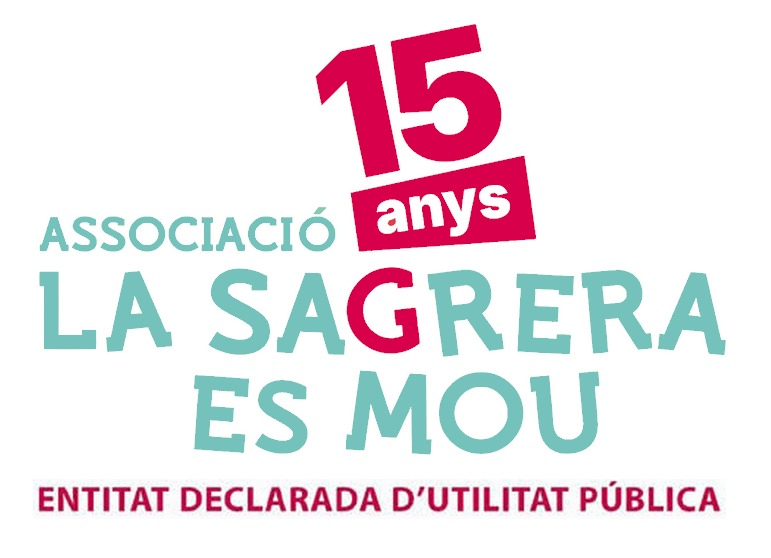 15
anys
ASSOCIACIÓ
LA SAGRERA
ES MOU
ENTITAT DECLARADA D'UTILITAT PÚBLICA